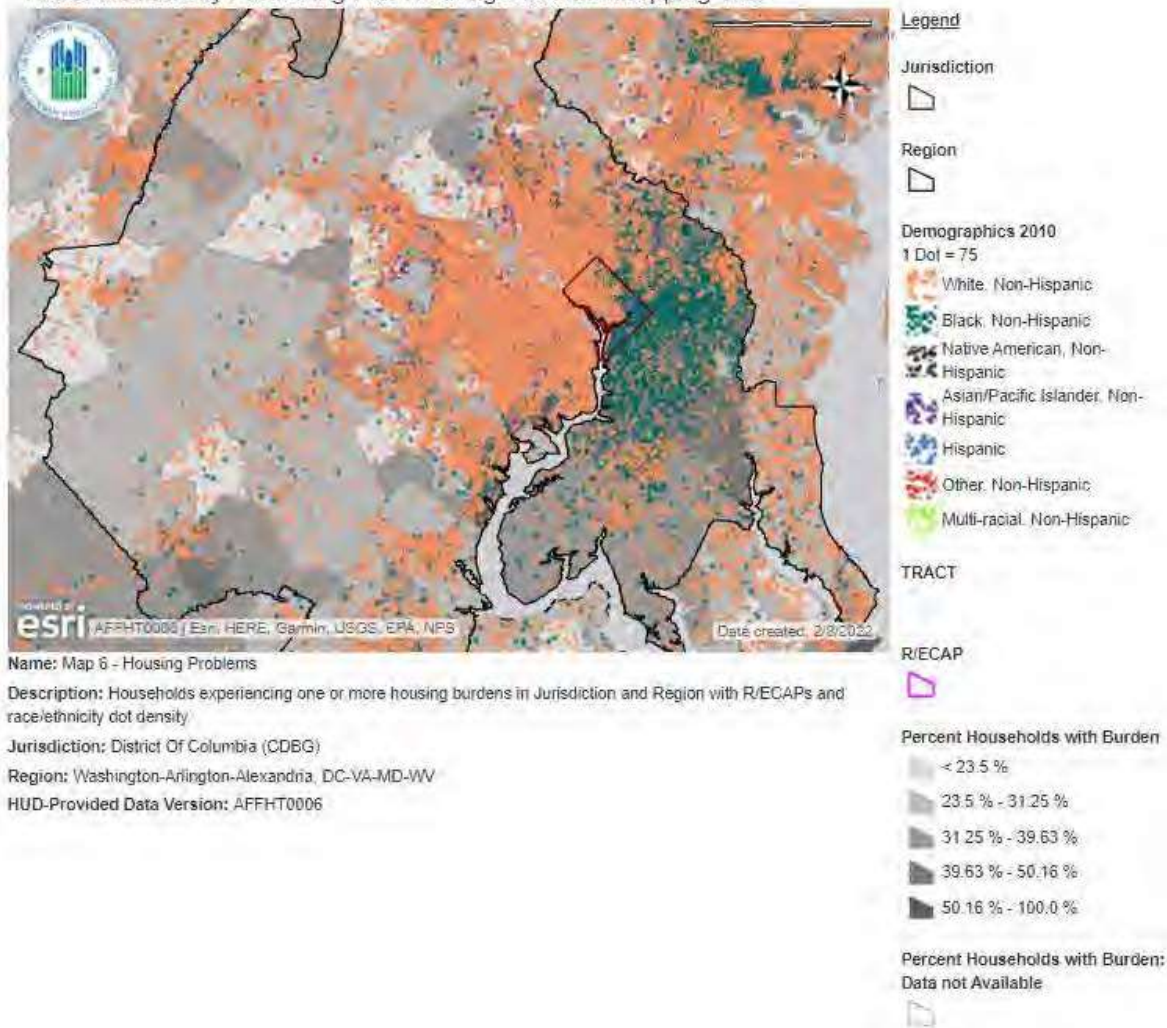 Name: Map 6 - Housing Problems
Description: Households experiencing one or more housing burdens in Jurisdiction and Region with R/ECAPs and
race/ethnicity dot density
Jurisdiction: District Of Columbia (CDBG)
Region: Washington-Arlington-Alexandria, DC-VA-MD-WV
HUD-Provided Data Version: AFFHT0006
POWERED BY
esri
AFFHT0006 | Esri, HERE, Garmin, USGS, EPA, NPS
Date created: 2/8/2022
Legend
Jurisdiction
Region
Demographics 2010
1 Dot = 75
White, Non-Hispanic
Black, Non-Hispanic
Native American, Non-
Hispanic
Asian/Pacific Islander, Non-
Hispanic
Hispanic
Other, Non-Hispanic
Multi-racial, Non-Hispanic
TRACT
R/ECAP
Percent Households with Burden
< 23.5 %
23.5 % - 31.25 %
31.25 % - 39.63 %
39.63 % - 50.16 %
50.16 % - 100.0 %
Percent Households with Burden:
Data not Available